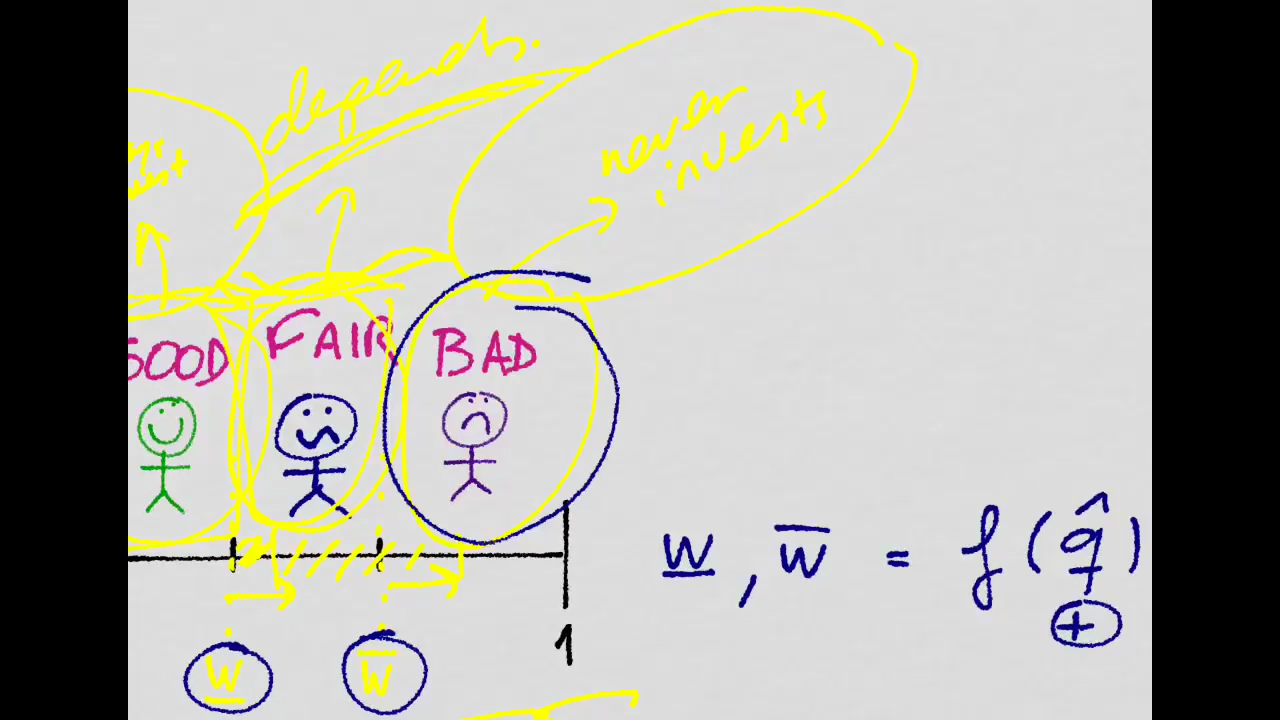 depends.
never
invests
GOOD FAIR BAD
w̲ , w̅ = f ( q̂ )
+
1
w̲ w̅